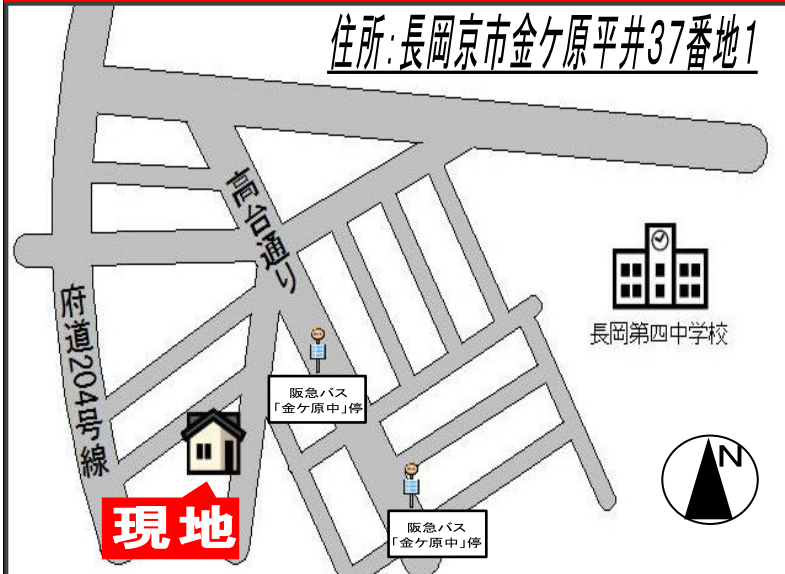 住所:長岡京市金ケ原平井37番地1
高台通り
府道204号線
長岡第四中学校
阪急バス
「金ケ原中」停
現地
阪急バス
「金ケ原中」停
N